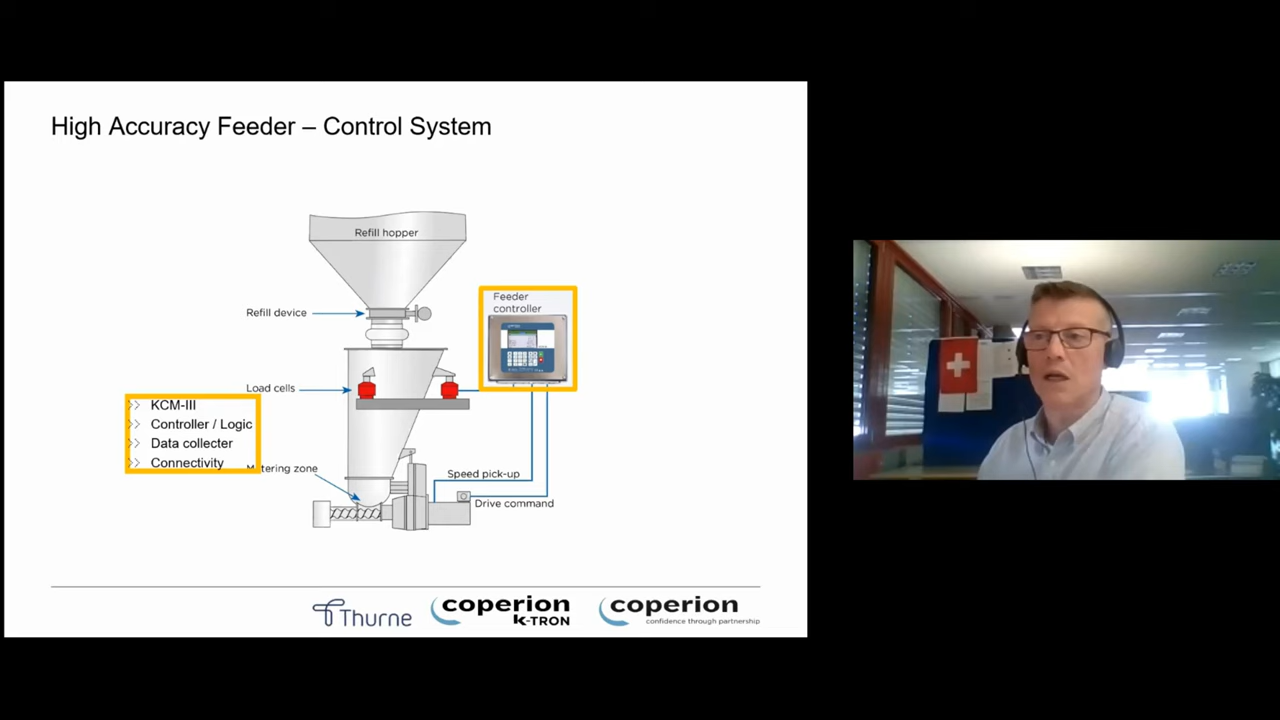 High Accuracy Feeder – Control System
Refill hopper
Feeder
controller
Refill device
Load cells
KCM-III
Controller / Logic
Data collecter
Connectivity
tering zone
Speed pick-up
Drive command
Thurne
coperion
K-TRON
coperion
confidence through partnership